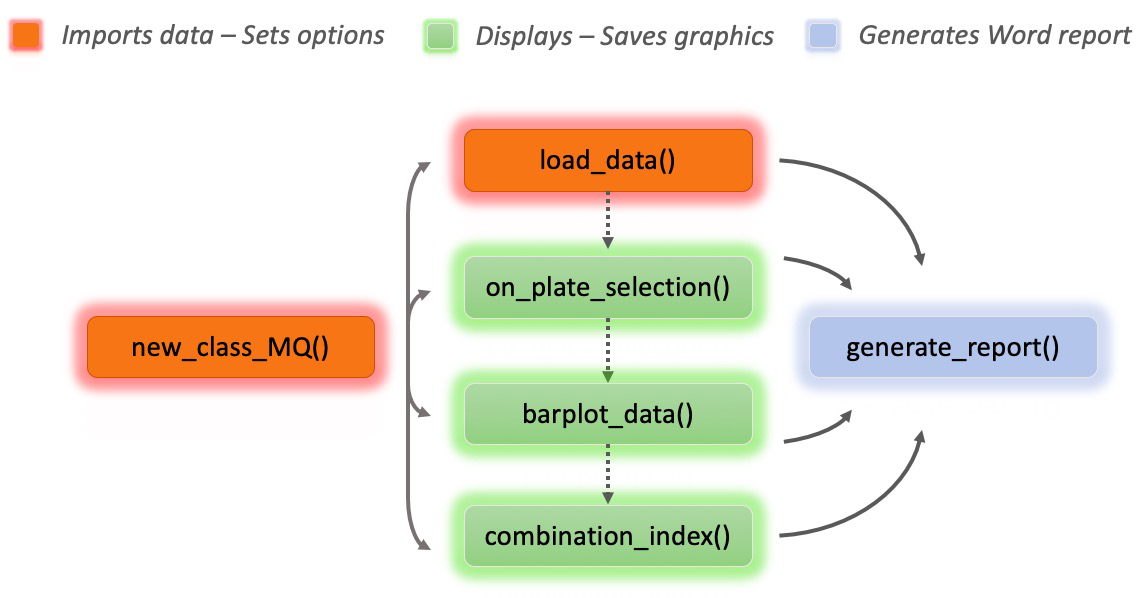 Imports data – Sets options
Displays – Saves graphics
Generates Word report
load_data()
on_plate_selection()
new_class_MQ()
generate_report()
barplot_data()
combination_index()